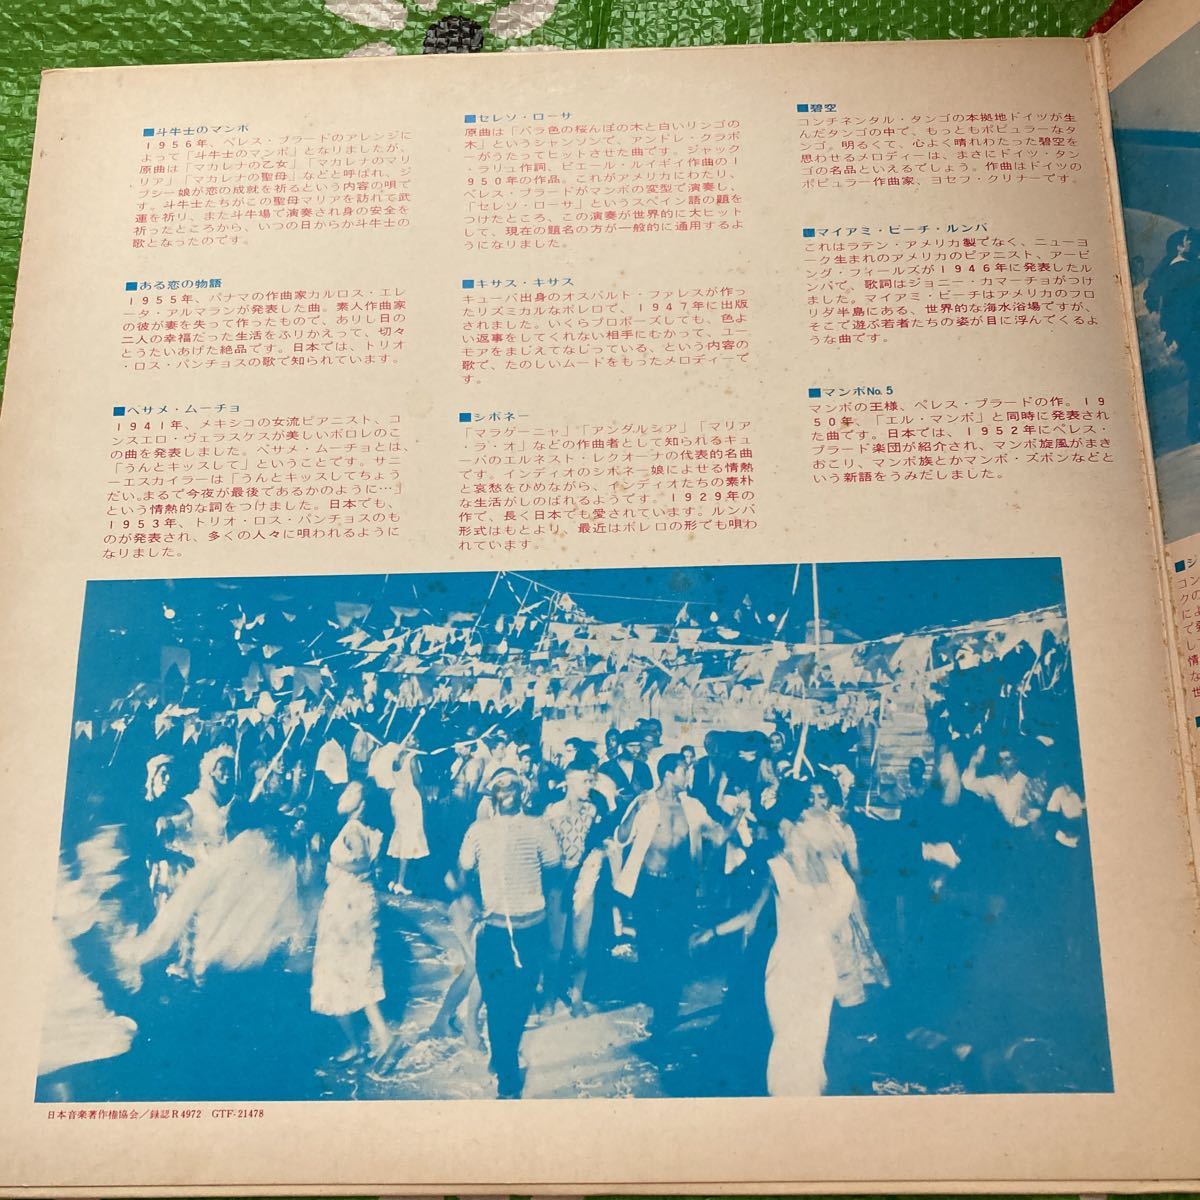 ■斗牛士のマンボ
1956年、ペレス・プラードのアレンジに
よって「斗牛士のマンボ」となりましたが、
原曲は「マカレナの乙女」「マカレナのマリ
リア」「マカレナの聖母」などと呼ばれ、ジ
プシー娘が恋の成就を祈るという内容の唄で
す。斗牛士たちがこの聖母マリアを訪れて武
運を祈り、また斗牛場で演奏され身の安全を
祈ったところから、いつの日からか斗牛士の
歌となったのです。
■ある恋の物語
1955年、パナマの作曲家カルロス・エレ
ータ・アルマランが発表した曲。素人作曲家
の彼が妻を失って作ったもので、ありし日の
二人の幸福だった生活をふりかえって、切々
とうたいあげた絶品です。日本では、トリオ
・ロス・パンチョスの歌で知られています。
■ベサメ・ムーチョ
1941年、メキシコの女流ピアニスト、コ
ンスエロ・ヴェラスケスが美しいボロレのこ
の曲を発表しました。ベサメ・ムーチョとは、
「うんとキッスして」ということです。サニ
ーエスカイラーは「うんとキッスしてちょう
だい。まるで今夜が最後であるかのように…」
という情熱的な詞をつけました。日本でも、
1953年、トリオ・ロス・パンチョスのも
のが発表され、多くの人々に唄われるように
なりました。
■セレソ・ローサ
原曲は「バラ色の桜んぼの木と白いリンゴの
木」というシャンソンで、アンドレ・クラボ
ーがうたってヒットさせた曲です。ジャック
・ラリュ作詞、ピエール・ルイギイ作曲の1
950年の作品。これがアメリカにわたり、
ペレス・プラードがマンボの変型で演奏し、
「セレソ・ローサ」というスペイン語の題を
つけたところ、この演奏が世界的に大ヒット
して、現在の題名の方が一般的に通用するよ
うになりました。
■キサス・キサス
キューバ出身のオスバルト・ファレスが作っ
たリズミカルなボレロで、1947年に出版
されました。いくらプロポーズしても、色よ
い返事をしてくれない相手にむかって、ユー
モアをまじえてなじっている、という内容の
歌で、たのしいムードをもったメロディーで
す。
■シボネー
「マラゲーニャ」「アンダルシア」「マリア
・ラ・オ」などの作曲者として知られるキュ
ーバのエルネスト・レクオーナの代表的名曲
です。インディオのシボネー娘によせる情熱
と哀愁をひめながら、インディオたちの素朴
な生活がしのばれるようです。1929年の
作で、長く日本でも愛されています。ルンバ
形式はもとより、最近はボレロの形でも唄わ
れています。
■碧空
コンチネンタル・タンゴの本拠地ドイツが生
んだタンゴの中で、もっともポピュラーなタ
ンゴ。明るくて、心よく晴れわたった碧空を
思わせるメロディーは、まさにドイツ・タン
ゴの名品といえるでしょう。作曲はドイツの
ポピュラー作曲家、ヨセフ・クリナーです。
■マイアミ・ビーチ・ルンバ
これはラテン・アメリカ製でなく、ニューヨ
ーク生まれのアメリカのピアニスト、アービ
ング・フィールズが1946年に発表したル
ンバで、歌詞はジョニー・カマーチョがつけ
ました。マイアミ・ビーチはアメリカのフロ
リダ半島にある、世界的な海水浴場ですが、
そこで遊ぶ若者たちの姿が目に浮んでくるよ
うな曲です。
■マンボNo.5
マンボの王様、ペレス・プラードの作。19
50年、「エル・マンボ」と同時に発表され
た曲です。日本では、1952年にペレス・
プラード楽団が紹介され、マンボ旋風がまき
おこり、マンボ族とかマンボ・ズボンなどと
いう新語をうみだしました。
日本音楽著作権協会/録認R4972 GTF-21478
■シ
コン
クの
によ
で発
し
情
な
世